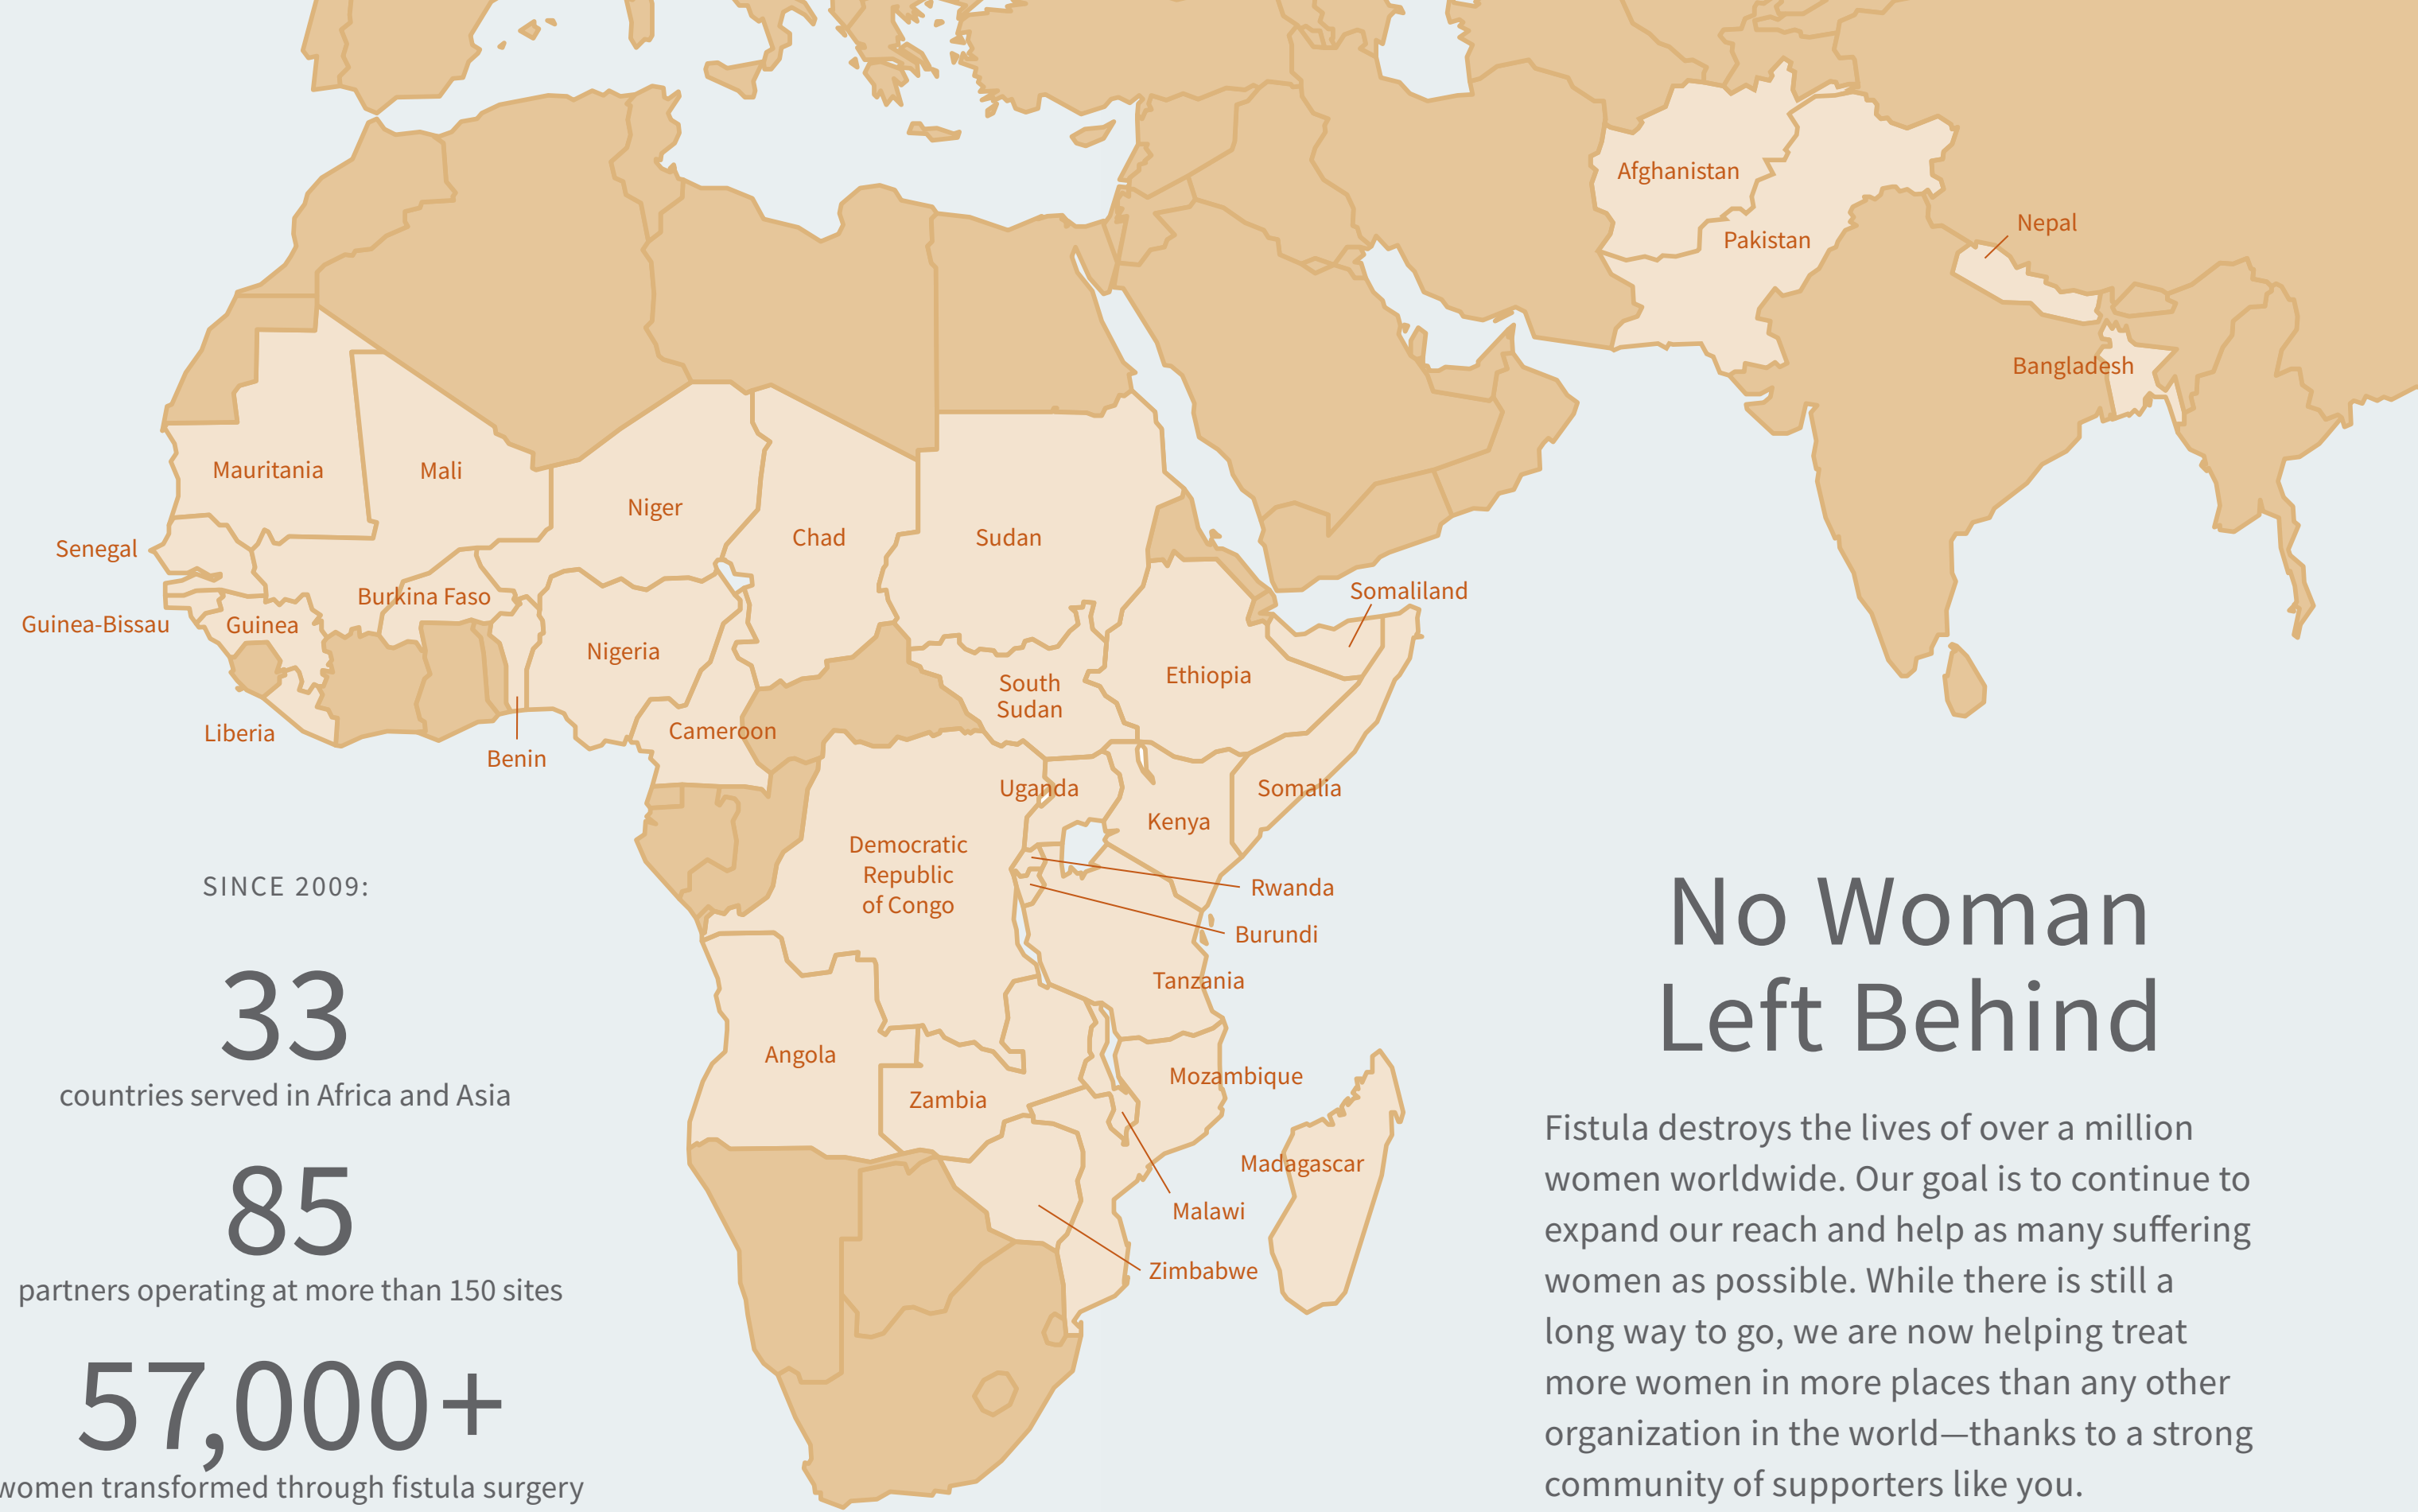 Afghanistan
Nepal
Pakistan
Bangladesh
Mauritania
Mali
Niger
Chad
Sudan
Senegal
Somaliland
Burkina Faso
Guinea-Bissau
Guinea
Nigeria
Ethiopia
South
Sudan
Liberia
Cameroon
Benin
Uganda
Somalia
Kenya
Democratic
Republic
of Congo
Rwanda
Burundi
Tanzania
Angola
Mozambique
Zambia
Madagascar
Malawi
Zimbabwe
SINCE 2009:
33
countries served in Africa and Asia
85
partners operating at more than 150 sites
57,000+
women transformed through fistula surgery
No Woman
Left Behind
Fistula destroys the lives of over a million
women worldwide. Our goal is to continue to
expand our reach and help as many suffering
women as possible. While there is still a
long way to go, we are now helping treat
more women in more places than any other
organization in the world—thanks to a strong
community of supporters like you.